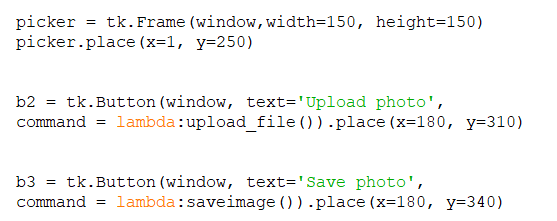 picker = tk.Frame(window,width=150, height=150)
picker.place(x=1, y=250)
b2 = tk.Button(window, text='Upload photo',
command = lambda:upload_file()).place(x=180, y=310)
b3 = tk.Button(window, text='Save photo',
command = lambda:saveimage()).place(x=180, y=340)